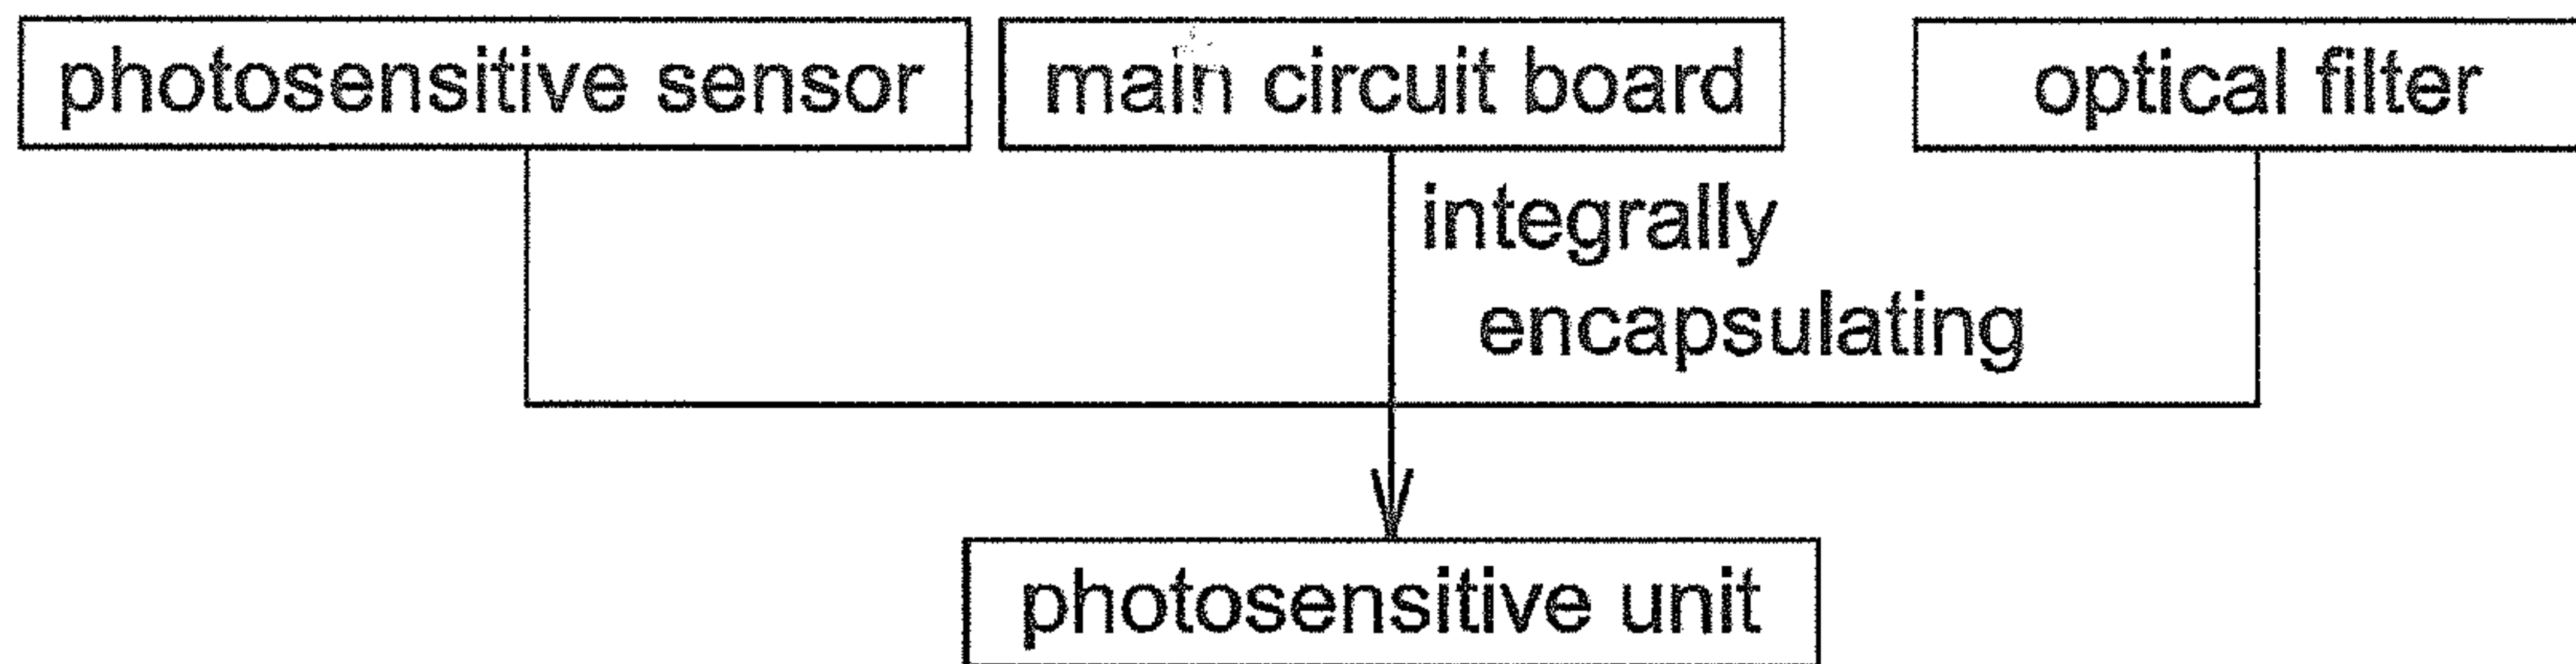 photosensitive sensor
main circuit board
optical filter
integrally
encapsulating
photosensitive unit